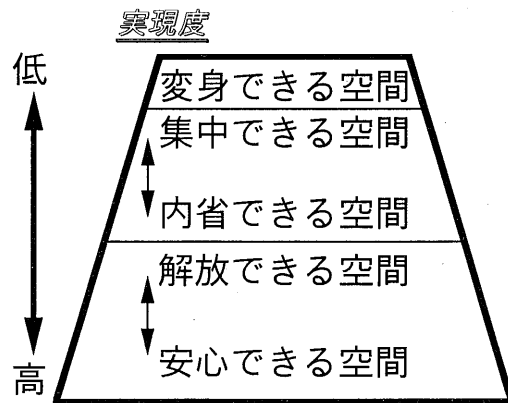 実現度
低
変身できる空間
集中できる空間
内省できる空間
解放できる空間
安心できる空間
高